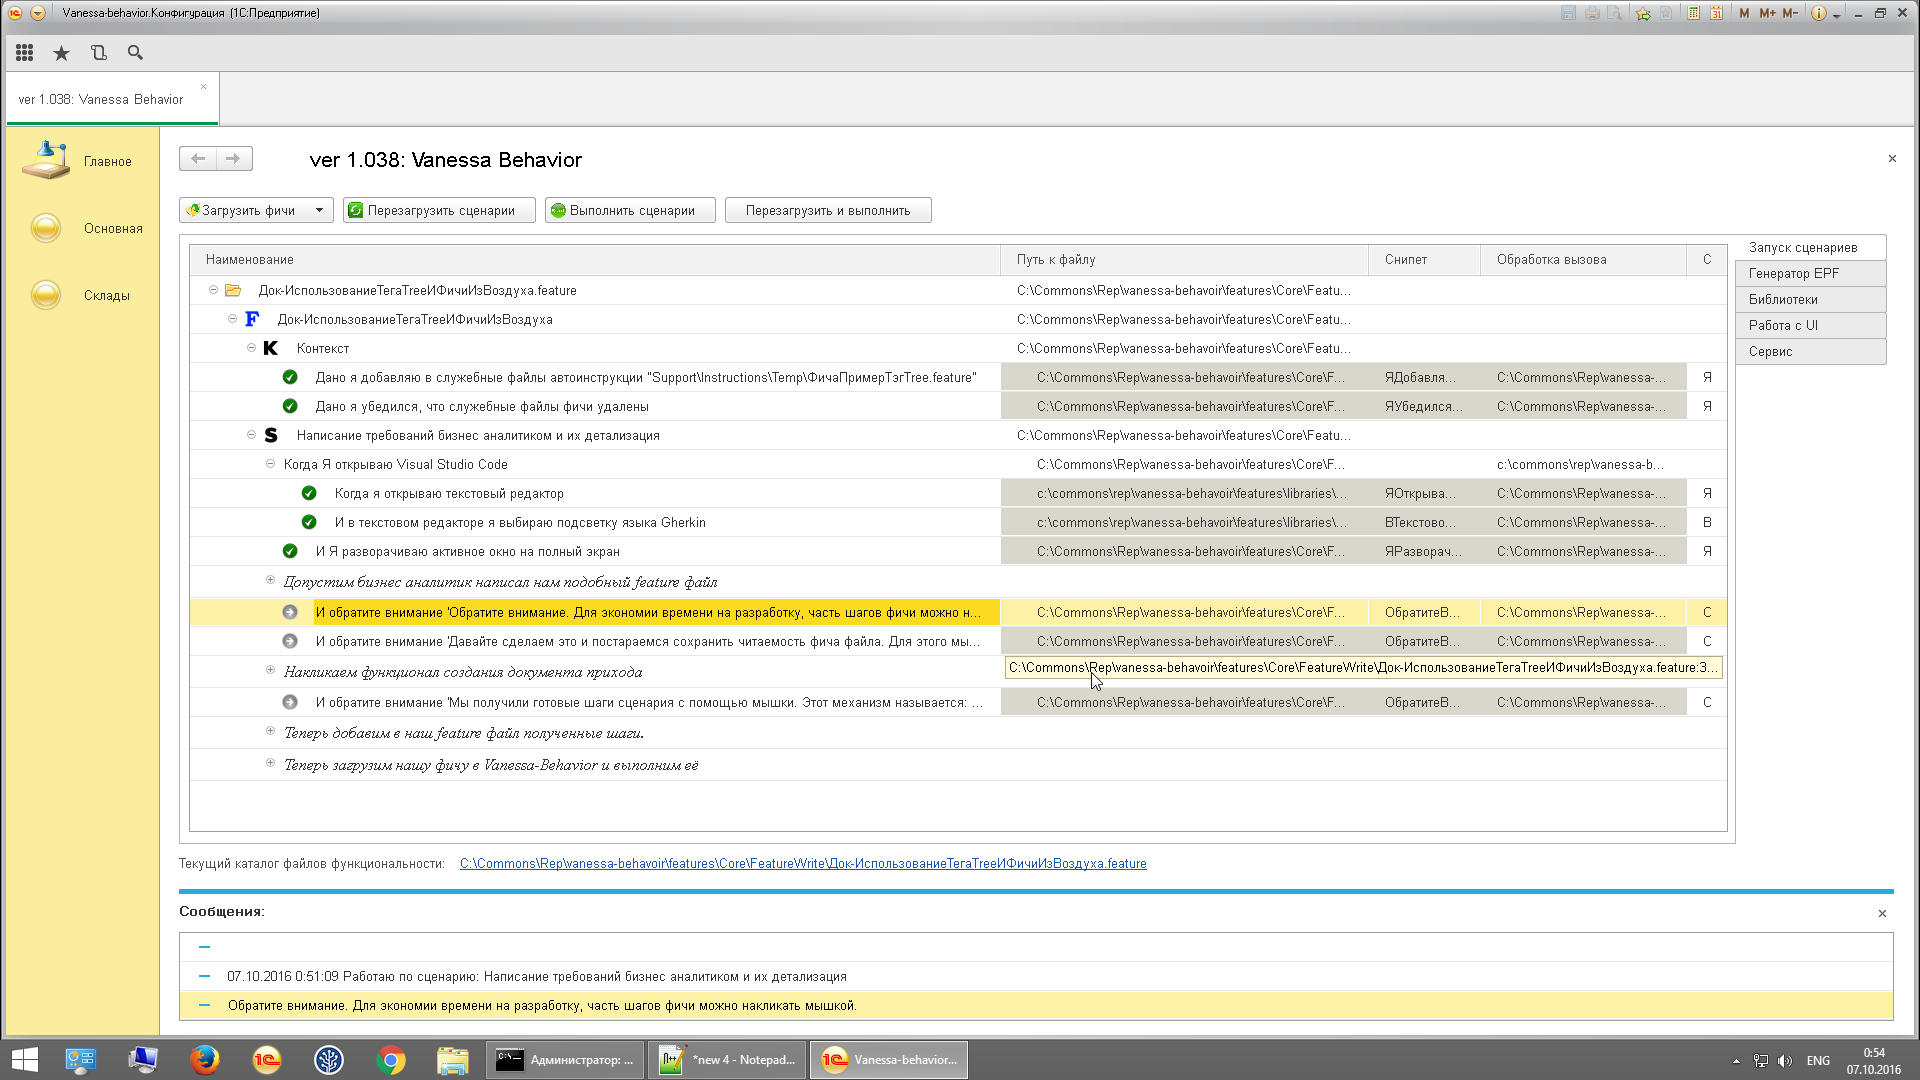 Vanessa-behavior.Конфигурация (1С:Предприятие)
M M+ M-
ver 1.038: Vanessa Behavior
Главное
Основная
Склады
ver 1.038: Vanessa Behavior
Загрузить фичи
Перезагрузить сценарии
Выполнить сценарии
Перезагрузить и выполнить
Запуск сценариев
Генератор EPF
Библиотеки
Работа с UI
Сервис
Наименование Путь к файлу Снипет Обработка вызова С
Док-ИспользованиеТегаTreeИФичиИзВоздуха.feature C:\Commons\Rep\vanessa-behavoir\features\Core\Featu...
F Док-ИспользованиеТегаTreeИФичиИзВоздуха C:\Commons\Rep\vanessa-behavoir\features\Core\Featu...
K Контекст C:\Commons\Rep\vanessa-behavoir\features\Core\Featu...
Дано я добавляю в служебные файлы автоинструкции "Support\Instructions\Temp\ФичаПримерТэгTree.feature" C:\Commons\Rep\vanessa-behavoir\features\Core\F... ЯДобавля... C:\Commons\Rep\vanessa-... Я
Дано я убедился, что служебные файлы фичи удалены C:\Commons\Rep\vanessa-behavoir\features\Core\F... ЯУбедился... C:\Commons\Rep\vanessa-... Я
S Написание требований бизнес аналитиком и их детализация C:\Commons\Rep\vanessa-behavoir\features\Core\Featu...
Когда Я открываю Visual Studio Code C:\Commons\Rep\vanessa-behavoir\features\Core\F... c:\commons\rep\vanessa-b...
Когда я открываю текстовый редактор c:\commons\rep\vanessa-behavoir\features\libraries\... ЯОткрыва... C:\Commons\Rep\vanessa-... Я
И в текстовом редакторе я выбираю подсветку языка Gherkin c:\commons\rep\vanessa-behavoir\features\libraries\... ВТекстово... C:\Commons\Rep\vanessa-... В
И Я разворачиваю активное окно на полный экран C:\Commons\Rep\vanessa-behavoir\features\Core\F... ЯРазворач... C:\Commons\Rep\vanessa-... Я
Допустим бизнес аналитик написал нам подобный feature файл
И обратите внимание 'Обратите внимание. Для экономии времени на разработку, часть шагов фичи можно н... C:\Commons\Rep\vanessa-behavoir\features\Core\F... ОбратитеВ... C:\Commons\Rep\vanessa-... С
И обратите внимание 'Давайте сделаем это и постараемся сохранить читаемость фича файла. Для этого мы... C:\Commons\Rep\vanessa-behavoir\features\Core\F... ОбратитеВ... C:\Commons\Rep\vanessa-... С
Накликаем функционал создания документа прихода C:\Commons\Rep\vanessa-behavoir\features\Core\FeatureWrite\Док-ИспользованиеТегаTreeИФичиИзВоздуха.feature:3...
И обратите внимание 'Мы получили готовые шаги сценария с помощью мышки. Этот механизм называется: ... C:\Commons\Rep\vanessa-behavoir\features\Core\F... ОбратитеВ... C:\Commons\Rep\vanessa-... С
Теперь добавим в наш feature файл полученные шаги.
Теперь загрузим нашу фичу в Vanessa-Behavior и выполним её
Текущий каталог файлов функциональности: C:\Commons\Rep\vanessa-behavoir\features\Core\FeatureWrite\Док-ИспользованиеТегаTreeИФичиИзВоздуха.feature
Сообщения:
07.10.2016 0:51:09 Работаю по сценарию: Написание требований бизнес аналитиком и их детализация
Обратите внимание. Для экономии времени на разработку, часть шагов фичи можно накликать мышкой.
Администратор: ...
*new 4 - Notepad...
Vanessa-behavior...
ENG
0:54
07.10.2016